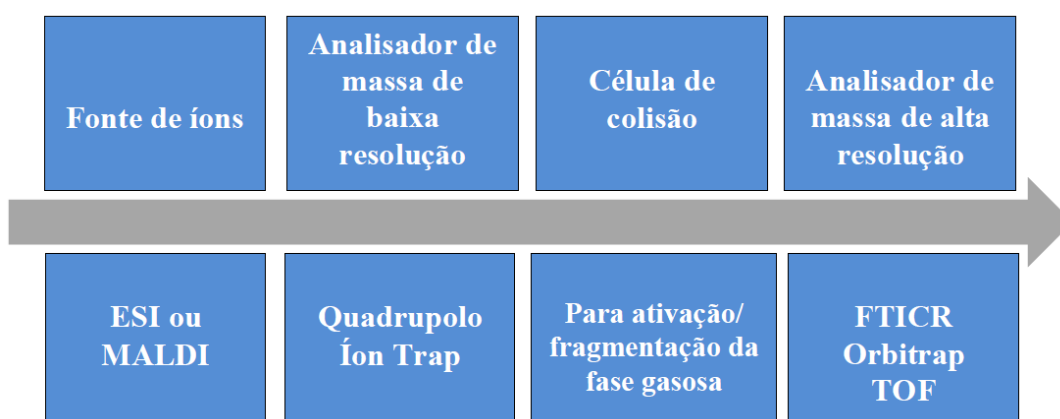 Fonte de íons
Analisador de
massa de
baixa
resolução
Célula de
colisão
Analisador de
massa de alta
resolução
ESI ou
MALDI
Quadrupolo
Íon Trap
Para ativação/
fragmentação da
fase gasosa
FTICR
Orbitrap
TOF